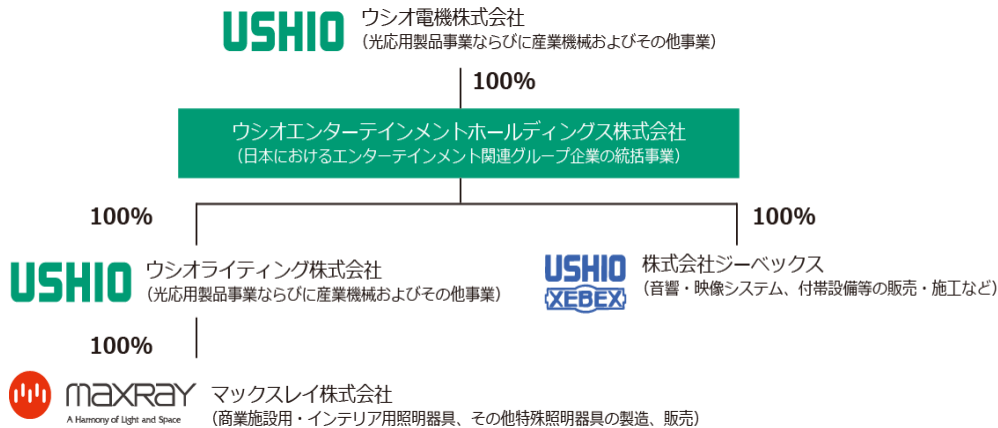 USHIO
ウシオ電機株式会社
（光応用製品事業ならびに産業機械およびその他事業）
100%
ウシオエンターテインメントホールディングス株式会社
（日本におけるエンターテインメント関連グループ企業の統括事業）
100%
100%
USHIO
ウシオライティング株式会社
（光応用製品事業ならびに産業機械およびその他事業）
USHIO
XEBEX
株式会社ジーベックス
（音響・映像システム、付帯設備等の販売・施工など）
100%
maxray
A Harmony of Light and Space
マックスレイ株式会社
（商業施設用・インテリア用照明器具、その他特殊照明器具の製造、販売）